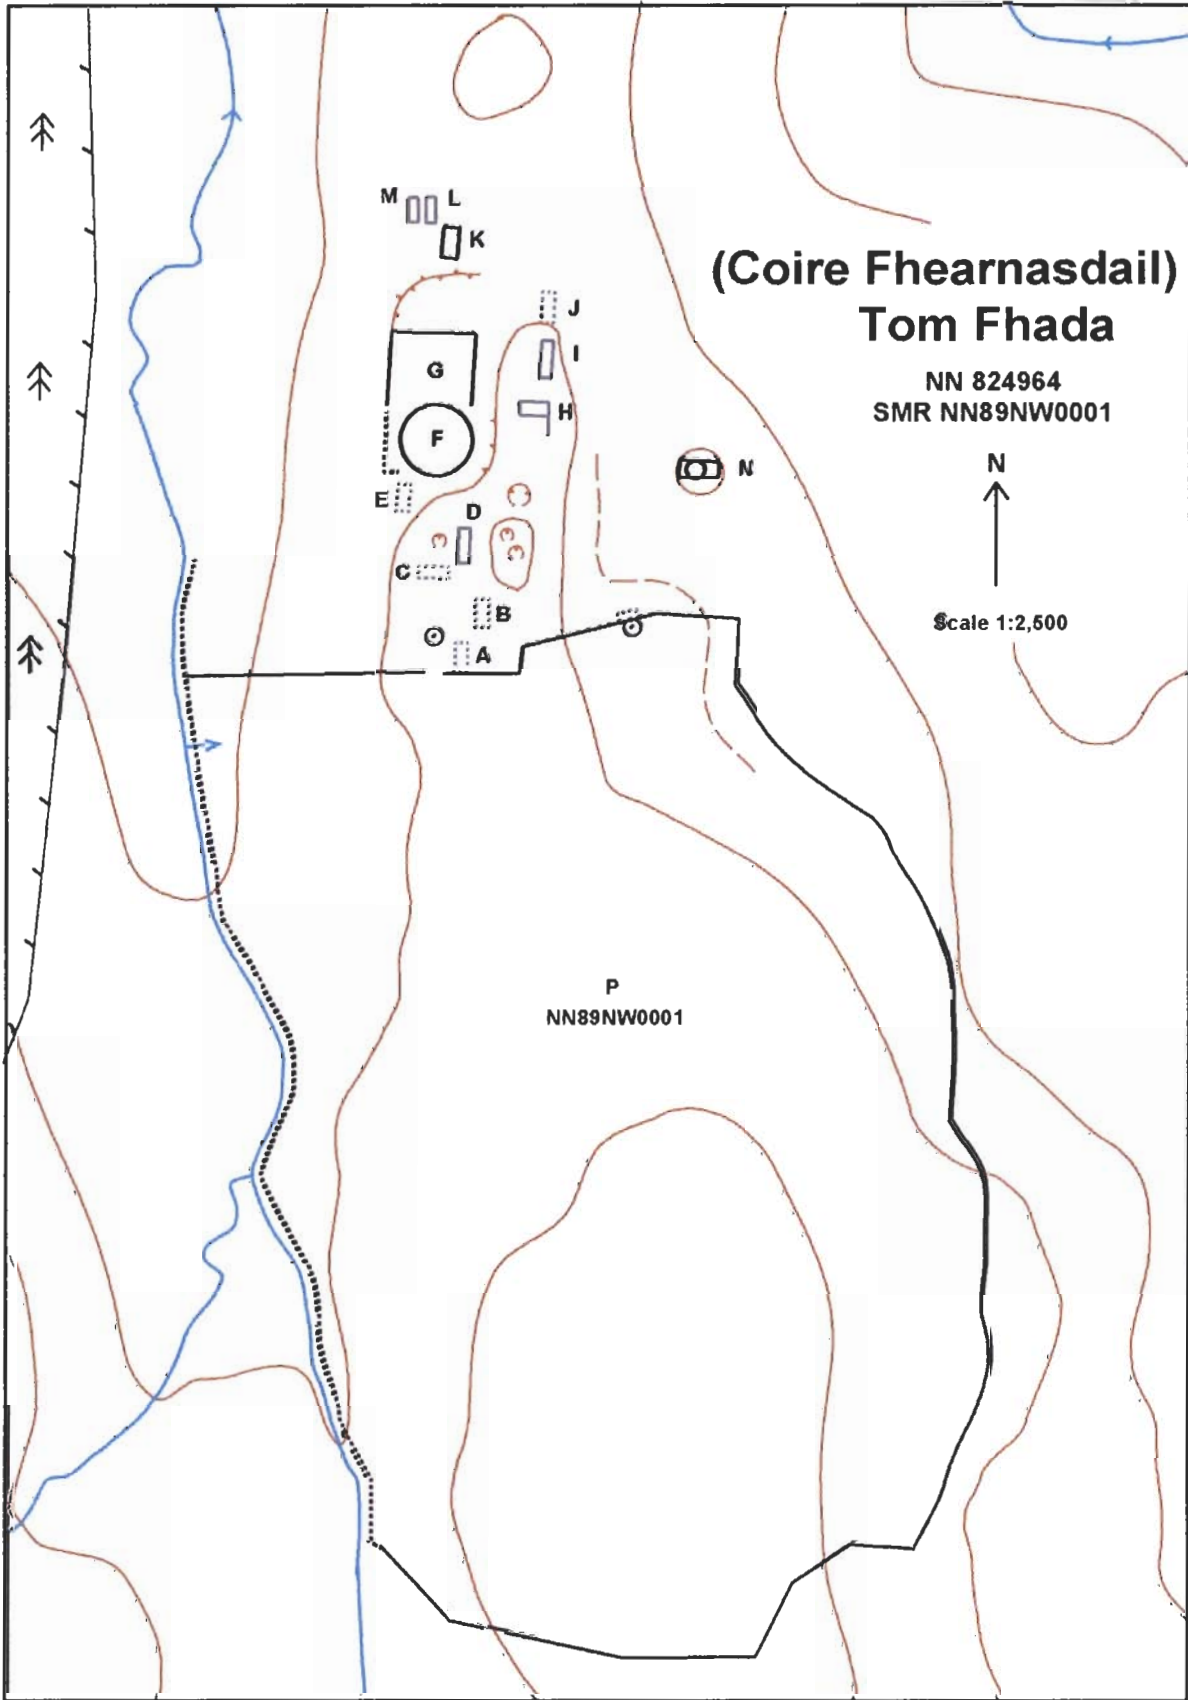 M L
K
(Coire Fhearnasdail)
Tom Fhada
J
I
G
NN 824964
SMR NN89NW0001
H
F
N
N
E
D
C
B
Scale 1:2,500
A
P
NN89NW0001